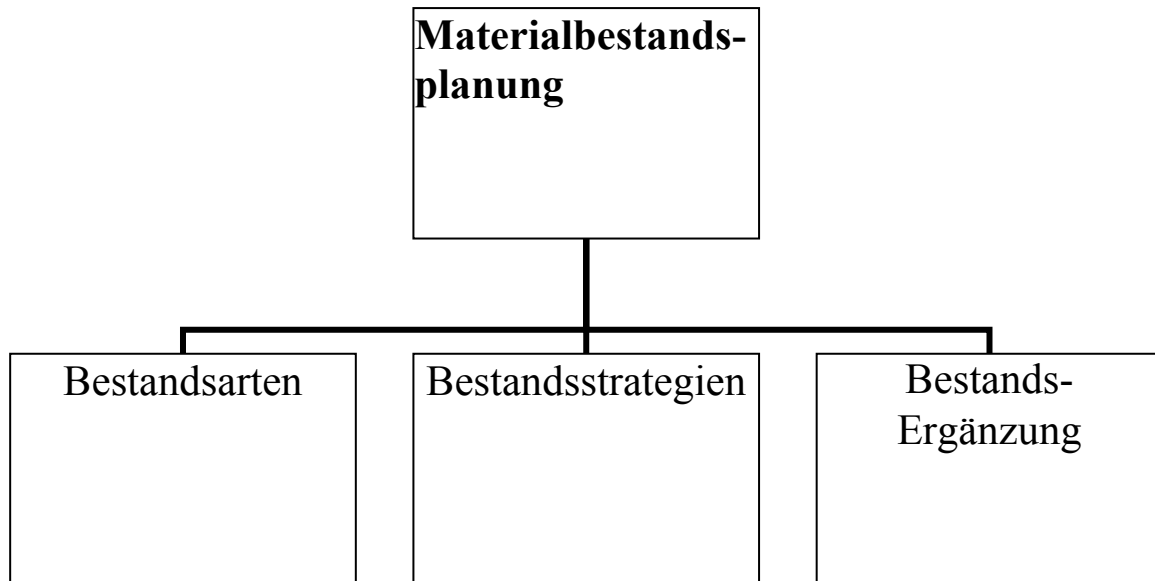 Materialbestands-
planung
Bestandsarten
Bestandsstrategien
Bestands-
Ergänzung